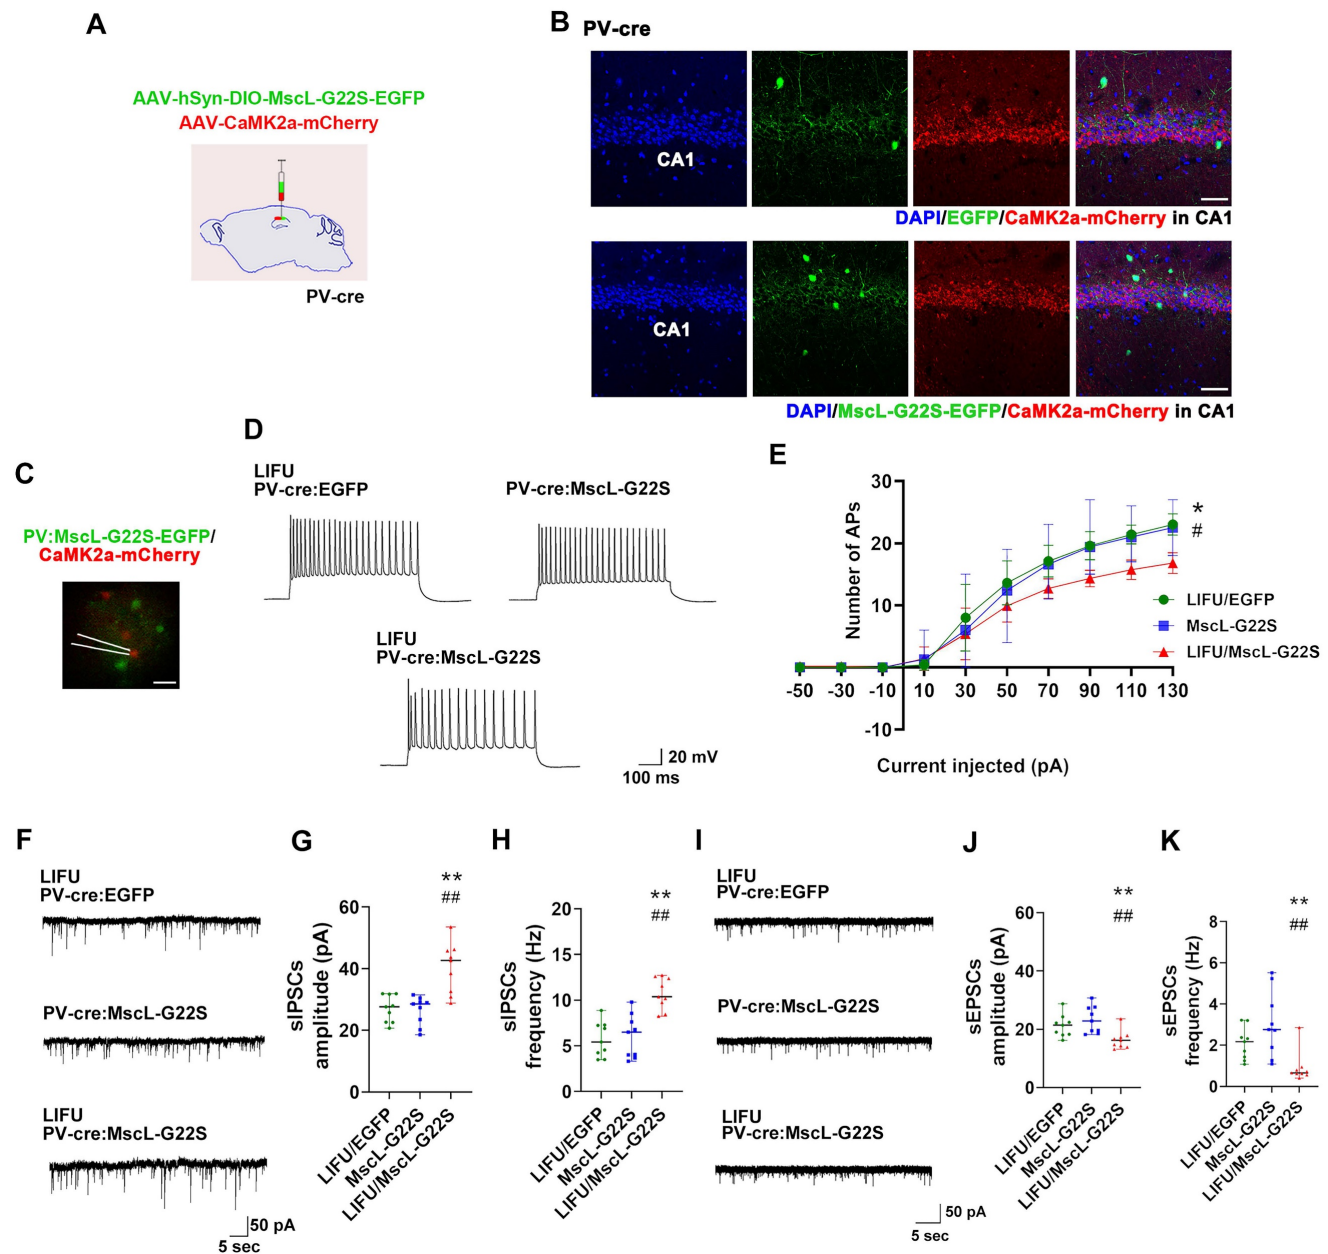 A
AAV-hSyn-DIO-MscL-G22S-EGFP
AAV-CaMK2a-mCherry
PV-cre
B
PV-cre
CA1
DAPI/EGFP/CaMK2a-mCherry in CA1
CA1
DAPI/MscL-G22S-EGFP/CaMK2a-mCherry in CA1
C
PV:MscL-G22S-EGFP/
CaMK2a-mCherry
D
LIFU
PV-cre:EGFP
PV-cre:MscL-G22S
LIFU
PV-cre:MscL-G22S
20 mV
100 ms
E
Number of APs
30
20
10
-10
-50 -30 -10 10 30 50 70 90 110 130
Current injected (pA)
*
#
LIFU/EGFP
MscL-G22S
LIFU/MscL-G22S
F
LIFU
PV-cre:EGFP
PV-cre:MscL-G22S
LIFU
PV-cre:MscL-G22S
50 pA
5 sec
G
sIPSCs
amplitude (pA)
60
40
20
0
**
##
LIFU/EGFP
MscL-G22S
LIFU/MscL-G22S
H
sIPSCs
frequency (Hz)
20
15
10
5
0
**
##
LIFU/EGFP
MscL-G22S
LIFU/MscL-G22S
I
LIFU
PV-cre:EGFP
PV-cre:MscL-G22S
LIFU
PV-cre:MscL-G22S
50 pA
5 sec
J
sEPSCs
amplitude (pA)
60
40
20
0
**
##
LIFU/EGFP
MscL-G22S
LIFU/MscL-G22S
K
sEPSCs
frequency (Hz)
8
6
4
2
0
**
##
LIFU/EGFP
MscL-G22S
LIFU/MscL-G22S